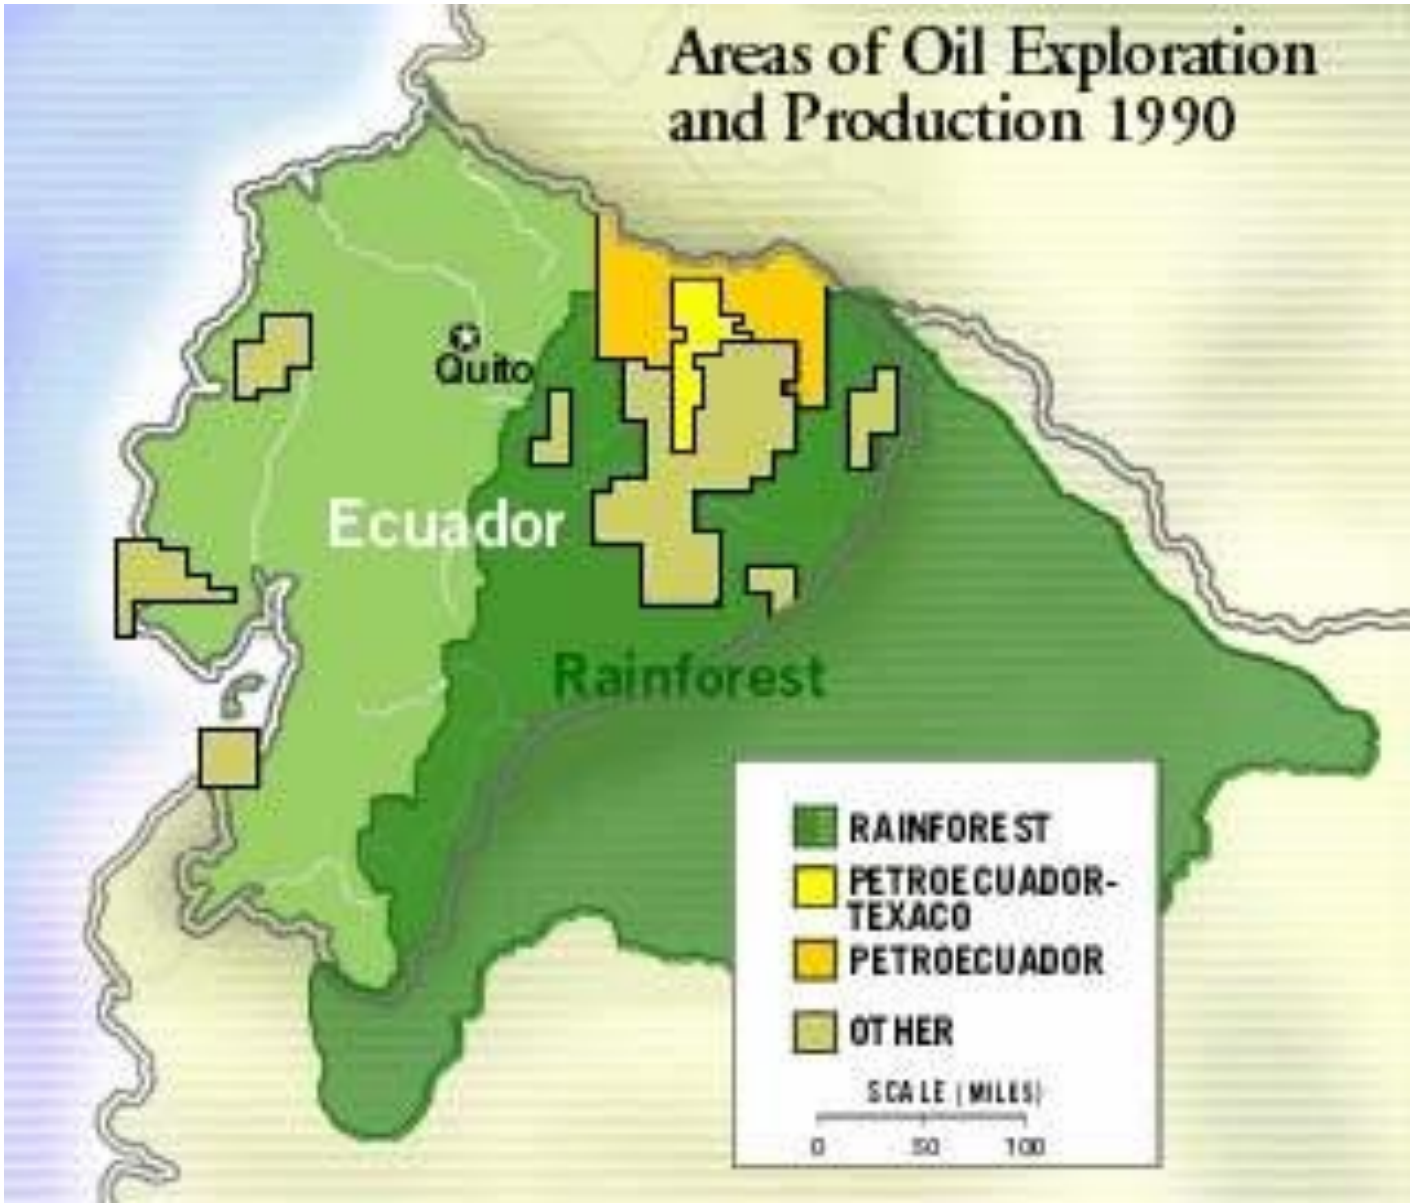 Areas of Oil Exploration
and Production 1990
Quito
Ecuador
Rainforest
RAINFOREST
PETROECUADOR-
TEXACO
PETROECUADOR
OTHER
SCALE (MILES)
0 50 100